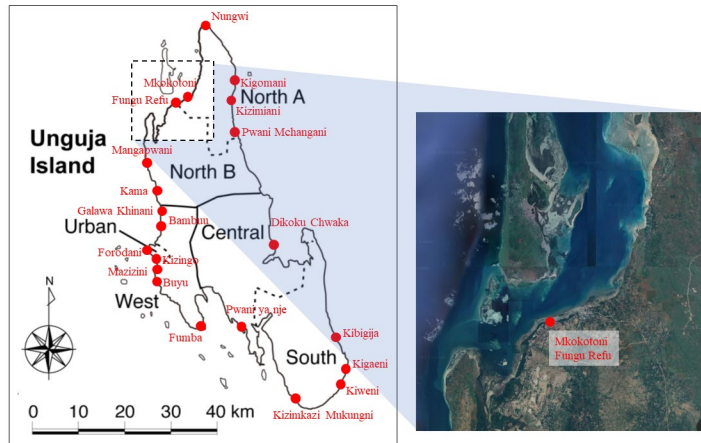 Nungwi
Mkokotoni
Kigomani
Fungu Refu
North A
Kizimiani
Unguja
Island
Pwani Mchangani
Mangapwani
North B
Kama
Galawa Khinani
Bambuu
Urban
Central
Dikoku Chwaka
Forodani
Kizingo
Mazizini
Buyu
West
N
Pwani ya nje
Fumba
Kibigija
South
Kigaeni
Kiweni
Kizimkazi Mukungni
0 10 20 30 40 km
Mkokotoni
Fungu Refu